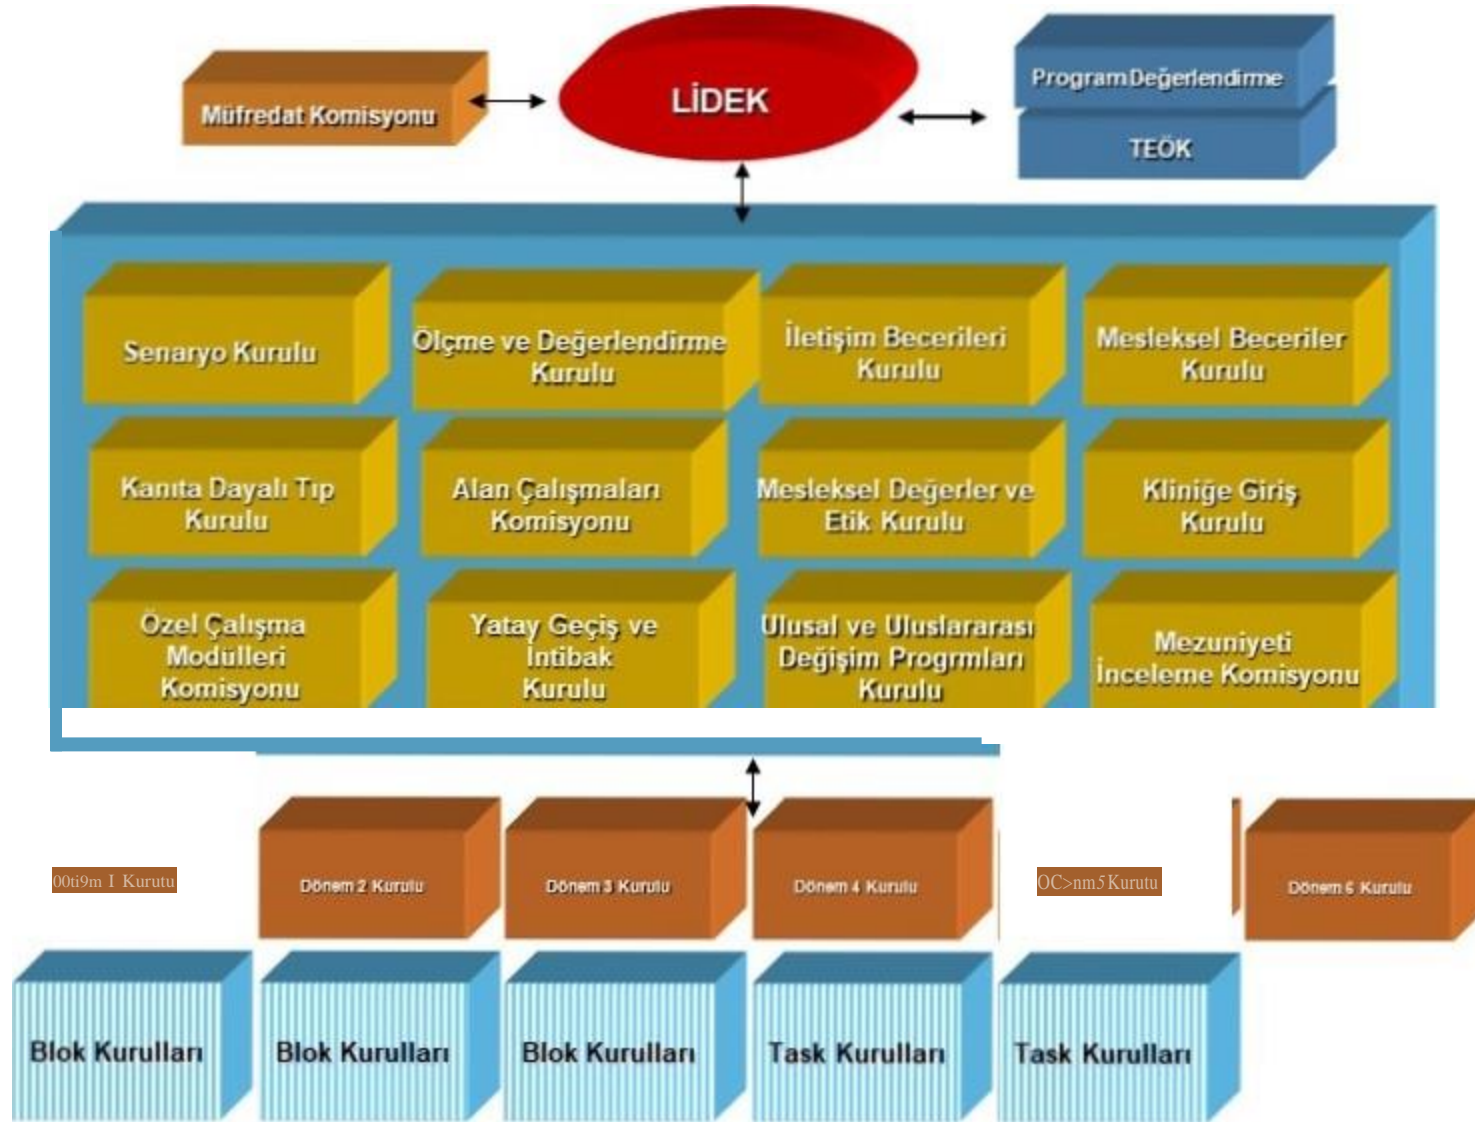 LİDEK
Müfredat Komisyonu
Program Değerlendirme
TEÖK
Senaryo Kurulu
Ölçme ve Değerlendirme
Kurulu
İletişim Becerileri
Kurulu
Mesleksel Beceriler
Kurulu
Kanıta Dayalı Tıp
Kurulu
Alan Çalışmaları
Komisyonu
Mesleksel Değerler ve
Etik Kurulu
Kliniğe Giriş
Kurulu
Özel Çalışma
Modülleri
Komisyonu
Yatay Geçiş ve
İntibak
Kurulu
Ulusal ve Uluslararası
Değişim Progrmları
Kurulu
Mezuniyeti
İnceleme Komisyonu
00ti9m I Kurutu
Dönem 2 Kurulu
Dönem 3 Kurulu
Dönem 4 Kurulu
OC>nm5 Kurutu
Dönem 6 Kurulu
Blok Kurulları
Blok Kurulları
Blok Kurulları
Task Kurulları
Task Kurulları